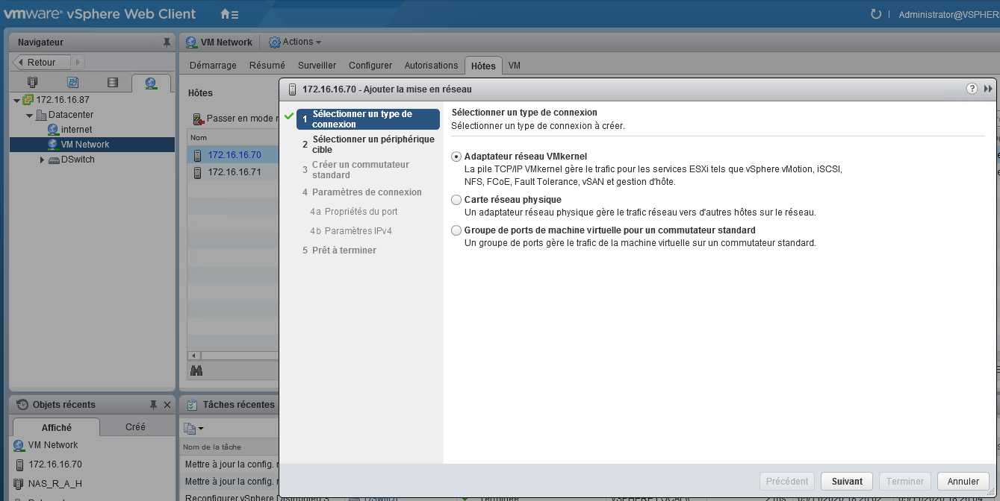 vmware® vSphere Web Client
Administrator@VSPHER
Navigateur
Retour
172.16.16.87
Datacenter
internet
VM Network
DSwitch
VM Network
Actions
Démarrage
Résumé
Surveiller
Configurer
Autorisations
Hôtes
VM
Hôtes
Passer en mode
Nom
172.16.16.70
172.16.16.71
172.16.16.70 - Ajouter la mise en réseau
?
1 Sélectionner un type de
connexion
2 Sélectionner un périphérique
cible
3 Créer un commutateur
standard
4 Paramètres de connexion
4a Propriétés du port
4b Paramètres IPv4
5 Prêt à terminer
Sélectionner un type de connexion
Sélectionner un type de connexion à créer.
Adaptateur réseau VMkernel
La pile TCP/IP VMkernel gère le trafic pour les services ESXi tels que vSphere vMotion, iSCSI,
NFS, FCoE, Fault Tolerance, vSAN et gestion d'hôte.
Carte réseau physique
Un adaptateur réseau physique gère le trafic réseau vers d'autres hôtes sur le réseau.
Groupe de ports de machine virtuelle pour un commutateur standard
Un groupe de ports gère le trafic de la machine virtuelle sur un commutateur standard.
Précédent
Suivant
Terminer
Annuler
Objets récents
Affiché
Créé
VM Network
172.16.16.70
NAS_R_A_H
Tâches récentes
Nom de la tâche
Mettre à jour la config.
Mettre à jour la config.
Reconfigurer vSphere Distributed S
DSwitch
Terminée
VSPHERE.LOCAL\
2 ms